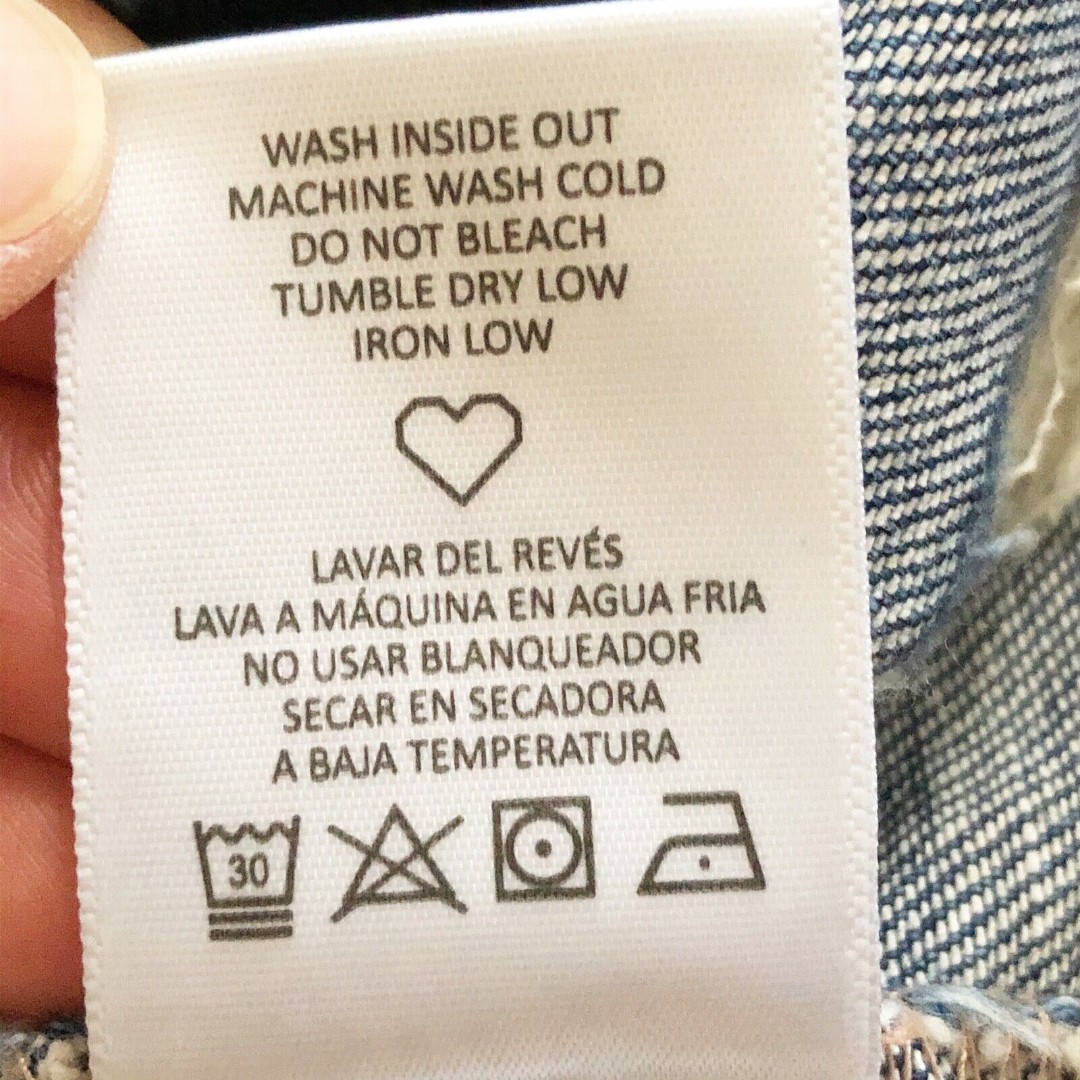 WASH INSIDE OUT
MACHINE WASH COLD
DO NOT BLEACH
TUMBLE DRY LOW
IRON LOW
LAVAR DEL REVÉS
LAVA A MÁQUINA EN AGUA FRIA
NO USAR BLANQUEADOR
SECAR EN SECADORA
A BAJA TEMPERATURA
30